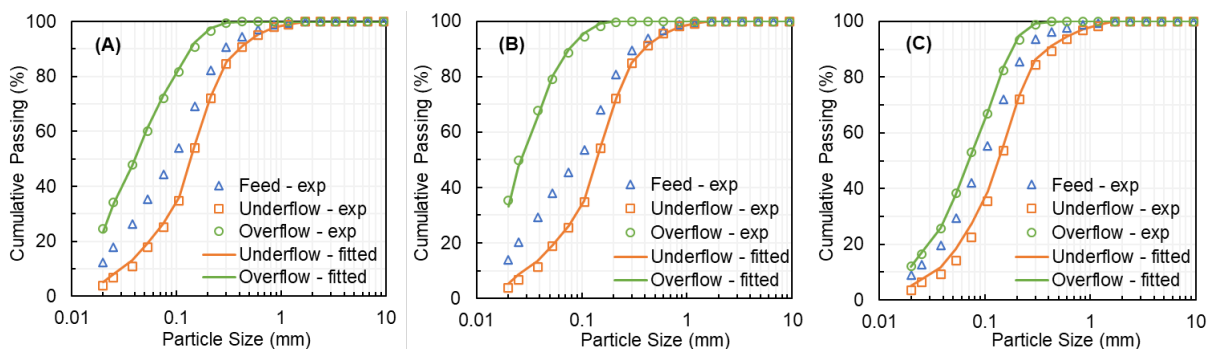 (A)
Cumulative Passing (%)
100
80
60
40
20
0
0.01
0.1
1
10
Particle Size (mm)
Feed - exp
Underflow - exp
Overflow - exp
Underflow - fitted
Overflow - fitted
(B)
Cumulative Passing (%)
100
80
60
40
20
0
0.01
0.1
1
10
Particle Size (mm)
Feed - exp
Underflow - exp
Overflow - exp
Underflow - fitted
Overflow - fitted
(C)
Cumulative Passing (%)
100
80
60
40
20
0
0.01
0.1
1
10
Particle Size (mm)
Feed - exp
Underflow - exp
Overflow - exp
Underflow - fitted
Overflow - fitted